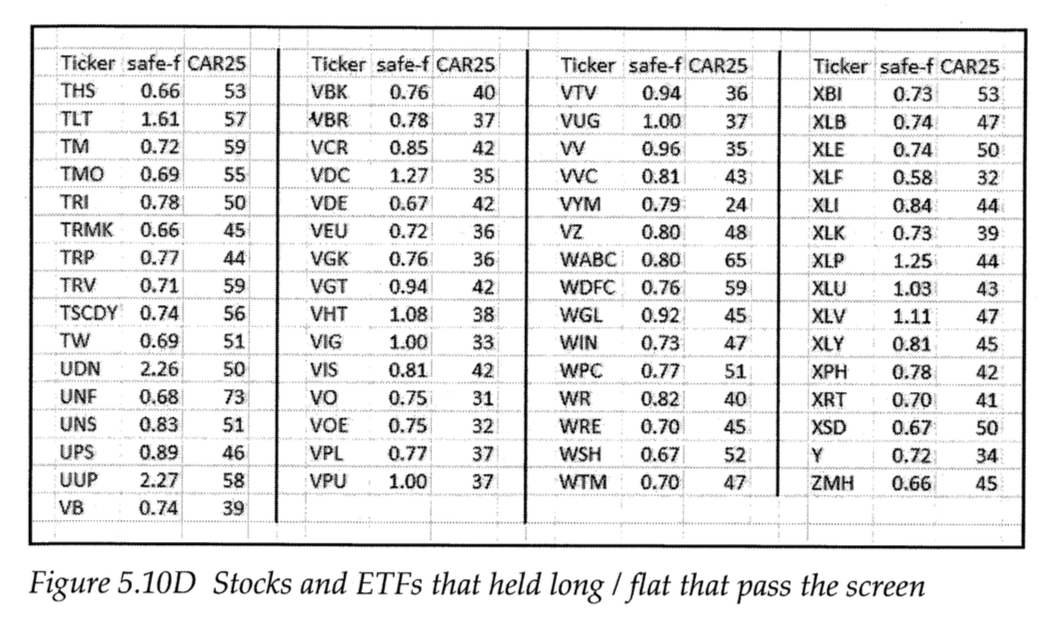 Ticker safe-f CAR25 Ticker safe-f CAR25 Ticker safe-f CAR25 Ticker safe-f CAR25
THS 0.66 53 VBK 0.76 40 VTV 0.94 36 XBI 0.73 53
TLT 1.61 57 VBR 0.78 37 VUG 1.00 37 XLB 0.74 47
TM 0.72 59 VCR 0.85 42 VV 0.96 35 XLE 0.74 50
TMO 0.69 55 VDC 1.27 35 VVC 0.81 43 XLF 0.58 32
TRI 0.78 50 VDE 0.67 42 VYM 0.79 24 XLI 0.84 44
TRMK 0.66 45 VEU 0.72 36 VZ 0.80 48 XLK 0.73 39
TRP 0.77 44 VGK 0.76 36 WABC 0.80 65 XLP 1.25 44
TRV 0.71 59 VGT 0.94 42 WDFC 0.76 59 XLU 1.03 43
TSCDY 0.74 56 VHT 1.08 38 WGL 0.92 45 XLV 1.11 47
TW 0.69 51 VIG 1.00 33 WIN 0.73 47 XLY 0.81 45
UDN 2.26 50 VIS 0.81 42 WPC 0.77 51 XPH 0.78 42
UNF 0.68 73 VO 0.75 31 WR 0.82 40 XRT 0.70 41
UNS 0.83 51 VOE 0.75 32 WRE 0.70 45 XSD 0.67 50
UPS 0.89 46 VPL 0.77 37 WSH 0.67 52 Y 0.72 34
UUP 2.27 58 VPU 1.00 37 WTM 0.70 47 ZMH 0.66 45
VB 0.74 39
Figure 5.10D Stocks and ETFs that held long / flat that pass the screen